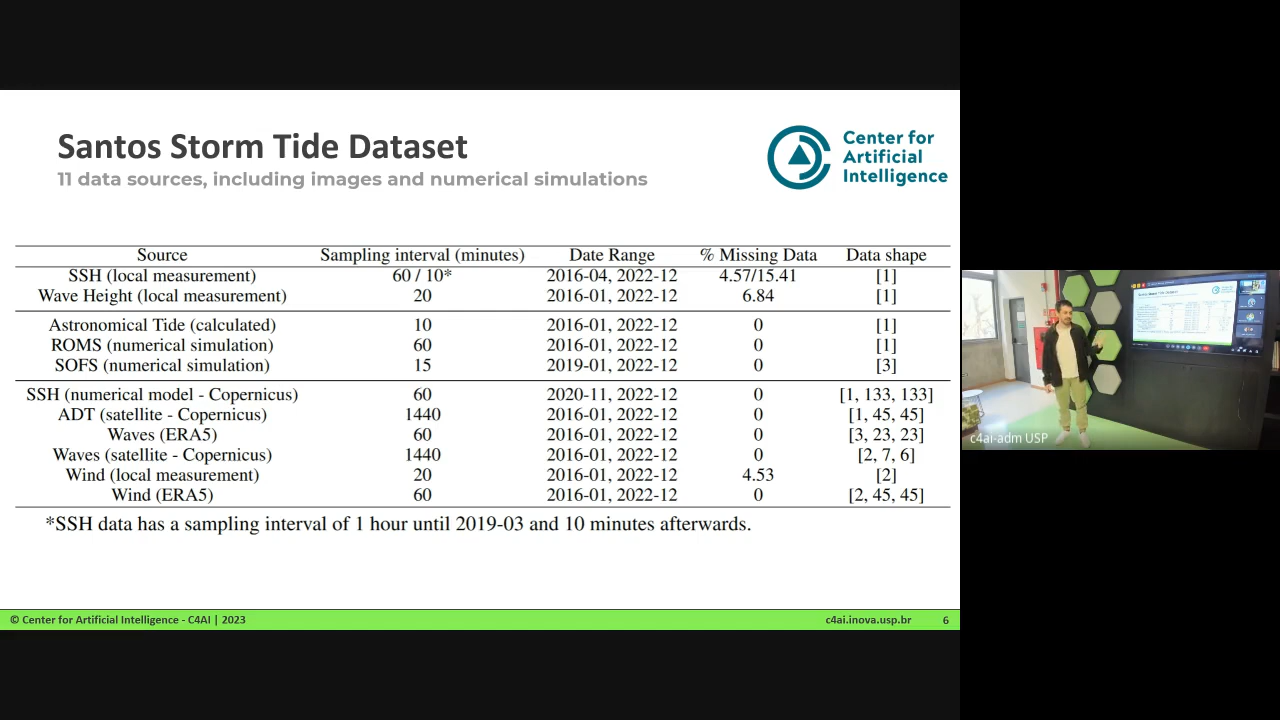 Santos Storm Tide Dataset
11 data sources, including images and numerical simulations
Center for
Artificial
Intelligence
Source Sampling interval (minutes) Date Range % Missing Data Data shape
SSH (local measurement) 60 / 10* 2016-04, 2022-12 4.57/15.41 [1]
Wave Height (local measurement) 20 2016-01, 2022-12 6.84 [1]
Astronomical Tide (calculated) 10 2016-01, 2022-12 0 [1]
ROMS (numerical simulation) 60 2016-01, 2022-12 0 [1]
SOFS (numerical simulation) 15 2019-01, 2022-12 0 [3]
SSH (numerical model - Copernicus) 60 2020-11, 2022-12 0 [1, 133, 133]
ADT (satellite - Copernicus) 1440 2016-01, 2022-12 0 [1, 45, 45]
Waves (ERA5) 60 2016-01, 2022-12 0 [3, 23, 23]
Waves (satellite - Copernicus) 1440 2016-01, 2022-12 0 [2, 7, 6]
Wind (local measurement) 20 2016-01, 2022-12 4.53 [2]
Wind (ERA5) 60 2016-01, 2022-12 0 [2, 45, 45]
*SSH data has a sampling interval of 1 hour until 2019-03 and 10 minutes afterwards.
© Center for Artificial Intelligence - C4AI | 2023 c4ai.inova.usp.br 6
c4ai-adm USP